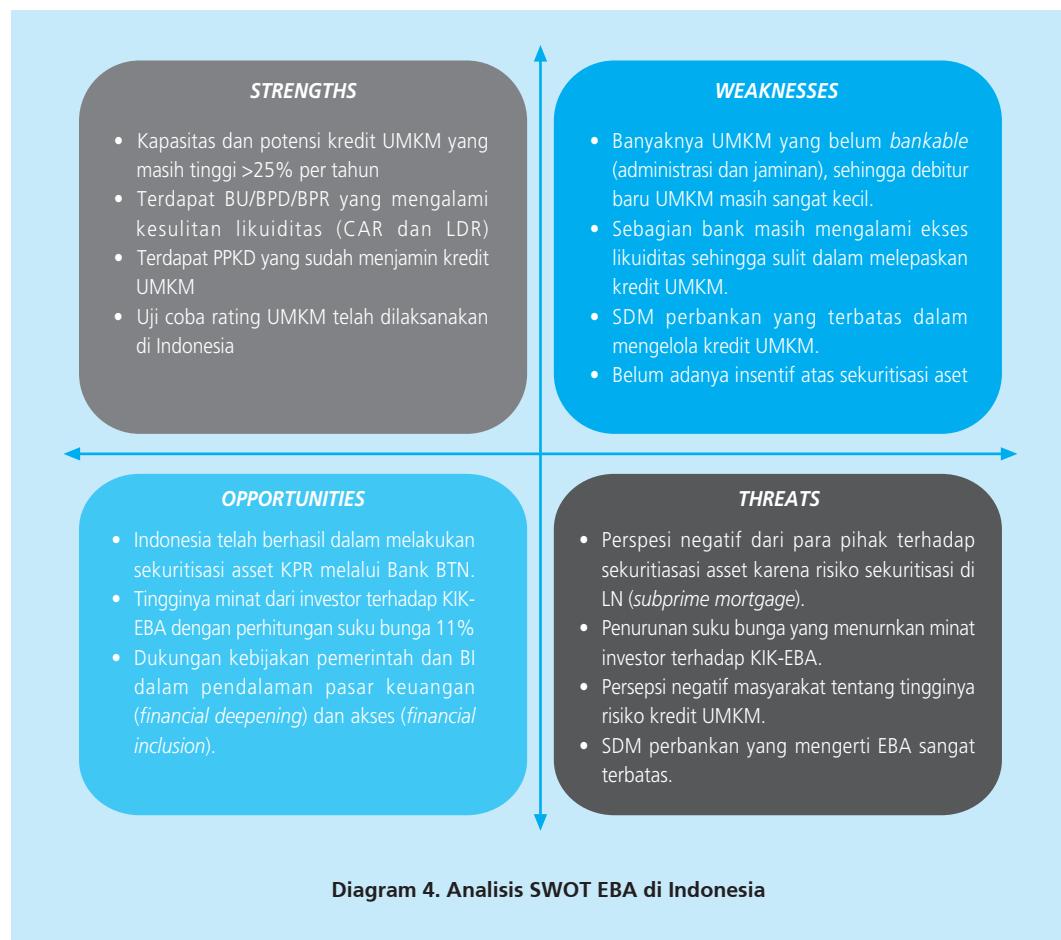 STRENGTHS
• Kapasitas dan potensi kredit UMKM yang
masih tinggi >25% per tahun
• Terdapat BU/BPD/BPR yang mengalami
kesulitan likuiditas (CAR dan LDR)
• Terdapat PPKD yang sudah menjamin kredit
UMKM
• Uji coba rating UMKM telah dilaksanakan
di Indonesia
WEAKNESSES
• Banyaknya UMKM yang belum bankable
(administrasi dan jaminan), sehingga debitur
baru UMKM masih sangat kecil.
• Sebagian bank masih mengalami ekses
likuiditas sehingga sulit dalam melepaskan
kredit UMKM.
• SDM perbankan yang terbatas dalam
mengelola kredit UMKM.
• Belum adanya insentif atas sekuritisasi aset
OPPORTUNITIES
• Indonesia telah berhasil dalam melakukan
sekuritisasi asset KPR melalui Bank BTN.
• Tingginya minat dari investor terhadap KIK-
EBA dengan perhitungan suku bunga 11%
• Dukungan kebijakan pemerintah dan BI
dalam pendalaman pasar keuangan
(financial deepening) dan akses (financial
inclusion).
THREATS
• Perspesi negatif dari para pihak terhadap
sekuritiasasi asset karena risiko sekuritisasi di
LN (subprime mortgage).
• Penurunan suku bunga yang menurnkan minat
investor terhadap KIK-EBA.
• Persepsi negatif masyarakat tentang tingginya
risiko kredit UMKM.
• SDM perbankan yang mengerti EBA sangat
terbatas.
Diagram 4. Analisis SWOT EBA di Indonesia